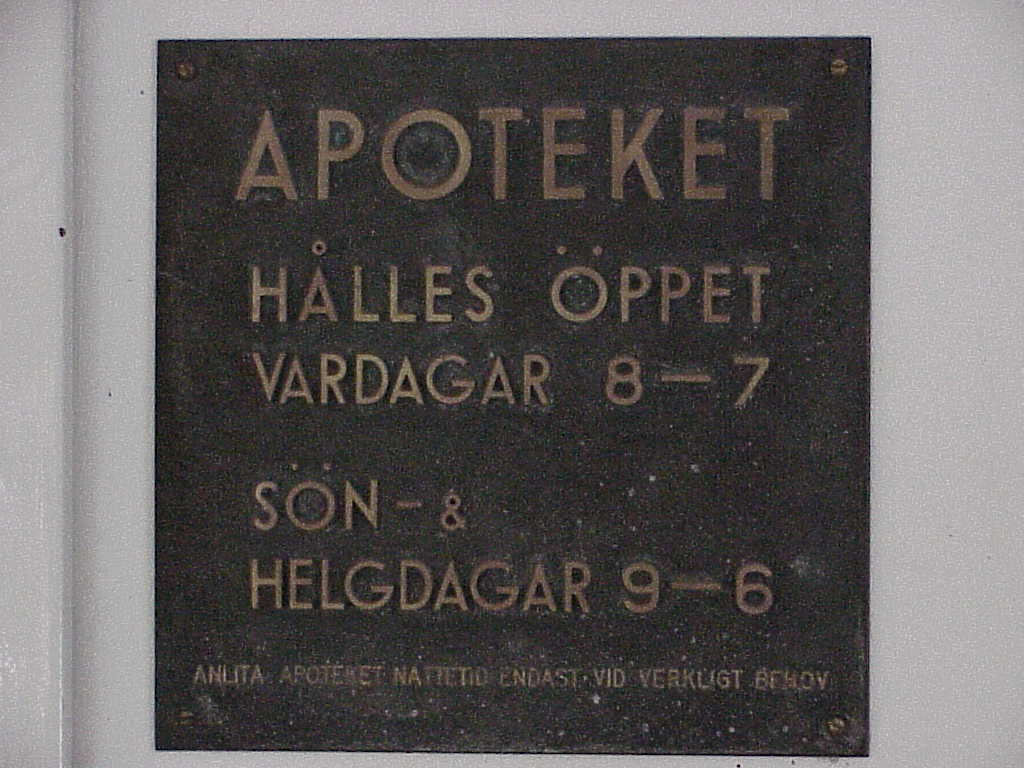 APOTEKET
HÅLLES ÖPPET
VARDAGAR 8—7
SÖN- &
HELGDAGAR 9—6
ANLITA APOTEKET NATTETID ENDAST VID VERKLIGT BEHOV